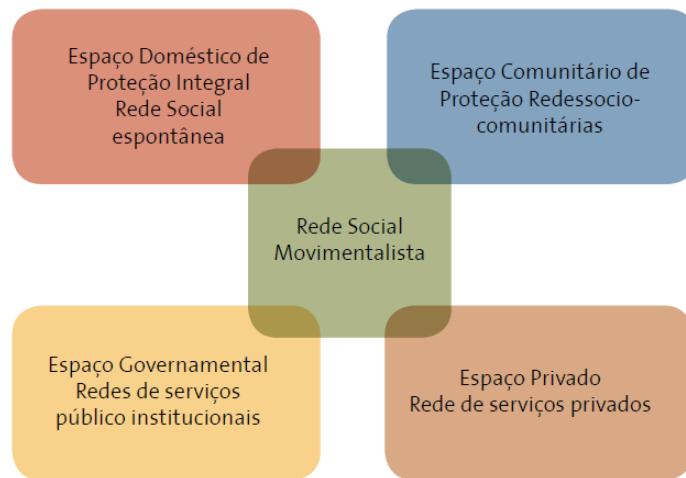 Espaço Doméstico de
Proteção Integral
Rede Social
espontânea
Espaço Comunitário de
Proteção Redessocio-
comunitárias
Rede Social
Movimentalista
Espaço Governamental
Redes de serviços
público institucionais
Espaço Privado
Rede de serviços privados